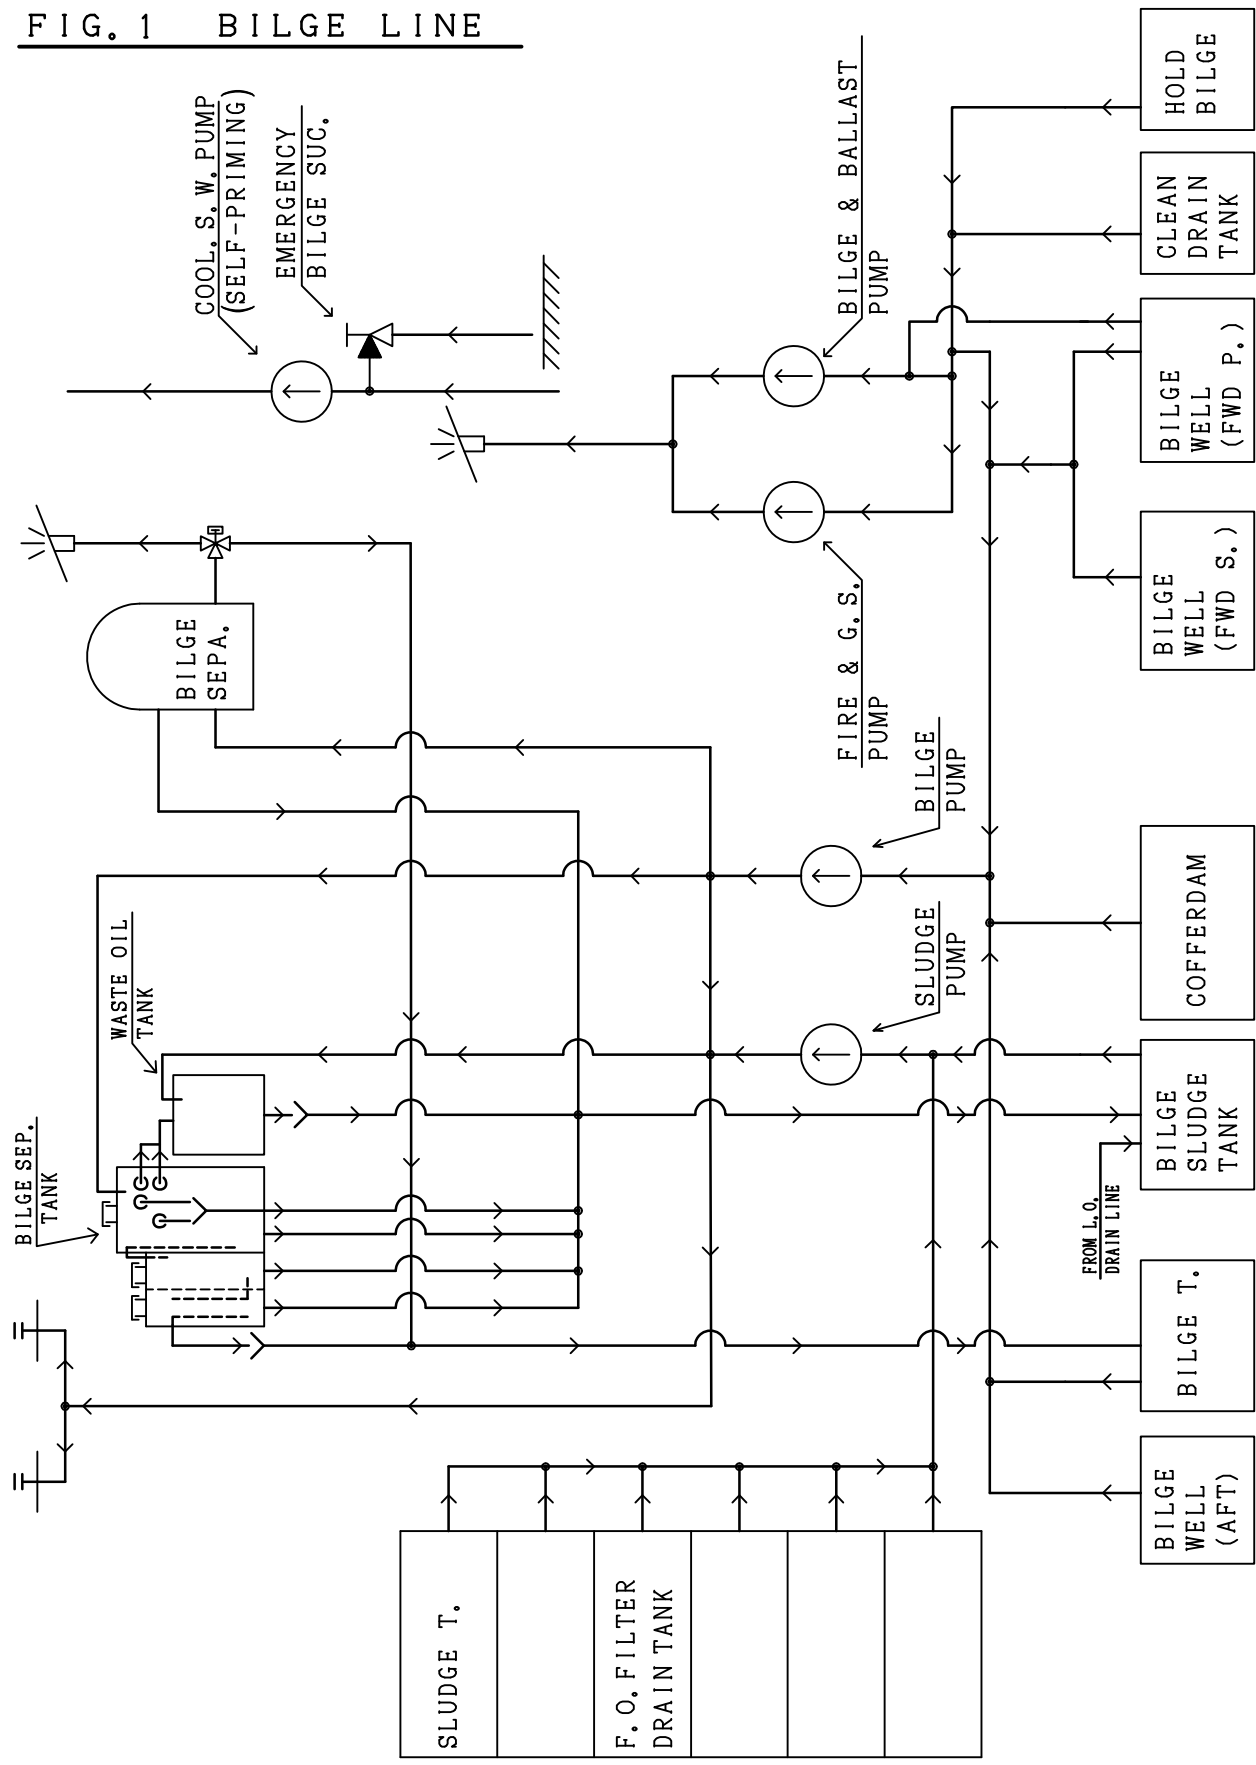 FIG. 1 BILGE LINE
COOL. S. W. PUMP
(SELF-PRIMING)
EMERGENCY
BILGE SUC.
BILGE & BALLAST
PUMP
HOLD
BILGE
CLEAN
DRAIN
TANK
BILGE
WELL
(FWD P.)
BILGE
WELL
(FWD S.)
FIRE & G. S.
PUMP
BILGE
SEPA.
BILGE
PUMP
SLUDGE
PUMP
COFFERDAM
WASTE OIL
TANK
BILGE SEP.
TANK
BILGE
SLUDGE
TANK
FROM L. O.
DRAIN LINE
BILGE T.
BILGE
WELL
(AFT)
SLUDGE T.
F. O. FILTER
DRAIN TANK